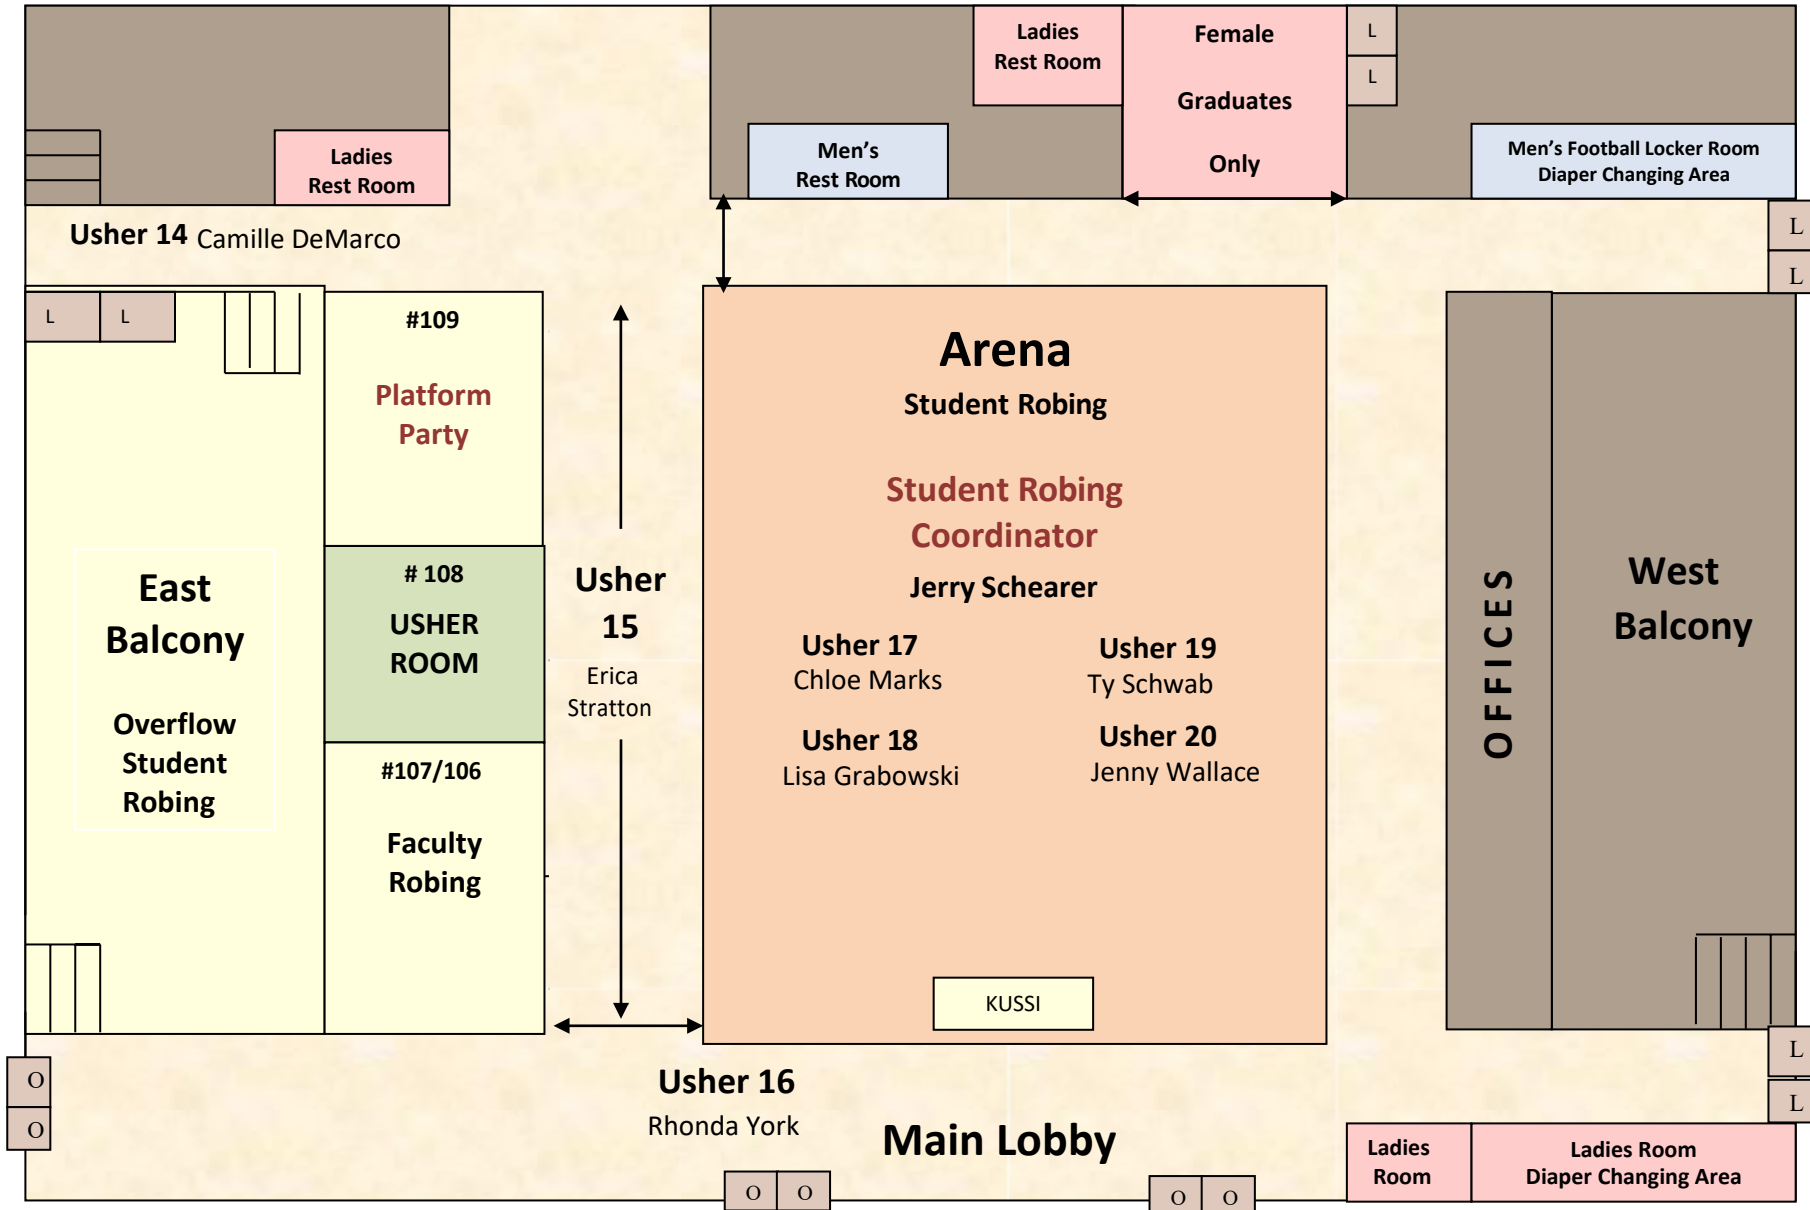 Ladies
Rest Room
Female
Graduates
Only
L
L
Ladies
Rest Room
Men's
Rest Room
Men's Football Locker Room
Diaper Changing Area
Usher 14 Camille DeMarco
L
L
L
L
#109
Platform
Party
East
Balcony
Overflow
Student
Robing
# 108
USHER
ROOM
#107/106
Faculty
Robing
Usher
15
Erica
Stratton
Arena
Student Robing
Student Robing
Coordinator
Jerry Schearer
Usher 17
Chloe Marks
Usher 19
Ty Schwab
Usher 18
Lisa Grabowski
Usher 20
Jenny Wallace
KUSSI
OFFICES
West
Balcony
O
O
Usher 16
Rhonda York
Main Lobby
L
L
Ladies
Room
Ladies Room
Diaper Changing Area
O
O
O
O